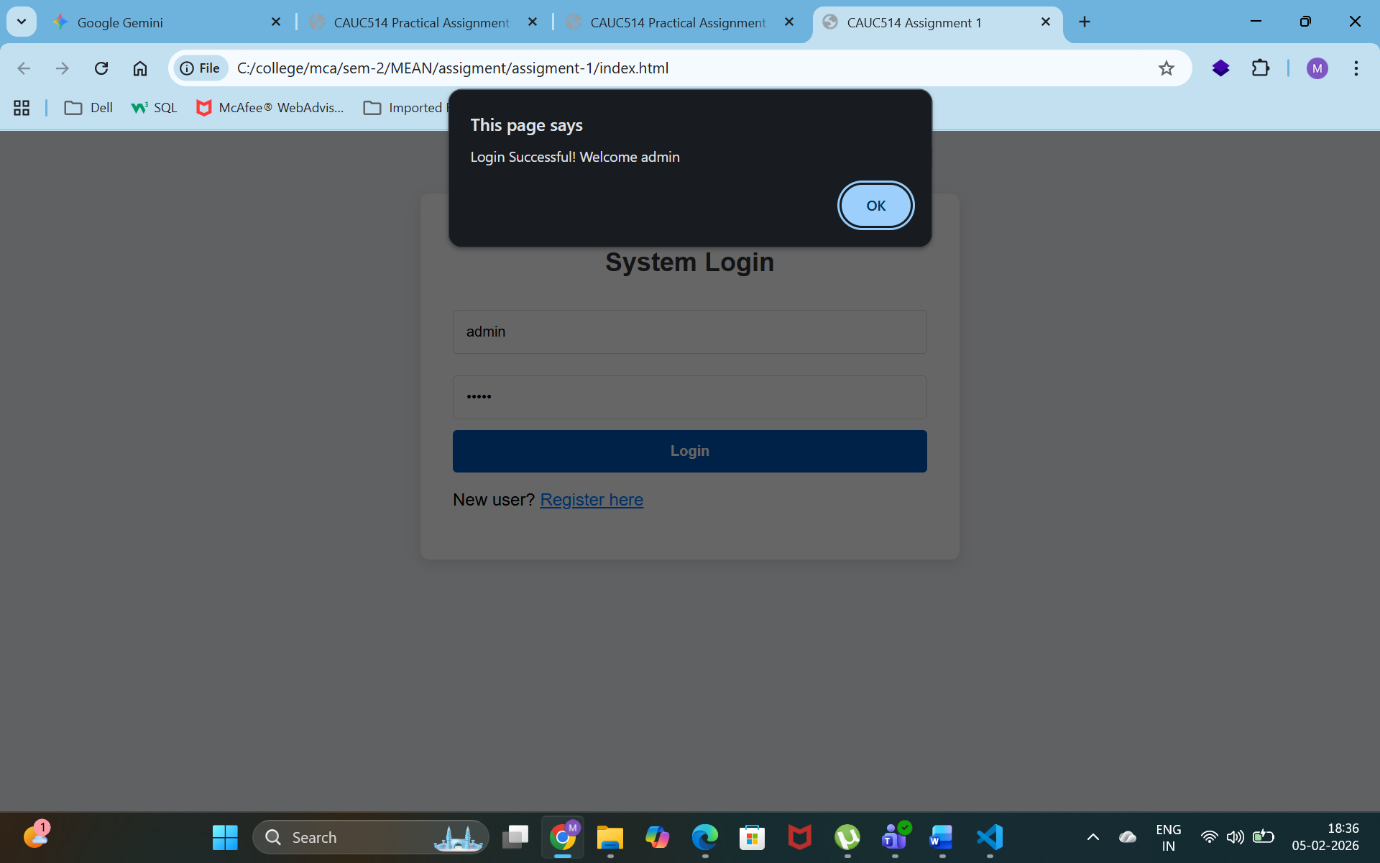 Google Gemini
CAUC514 Practical Assignment
CAUC514 Practical Assignment
CAUC514 Assignment 1
File
C:/college/mca/sem-2/MEAN/assigment/assigment-1/index.html
M
Dell
SQL
McAfee® WebAdvis...
Imported
This page says
Login Successful! Welcome admin
OK
System Login
admin
•••••
Login
New user? Register here
1
Search
M
ENG
IN
18:36
05-02-2026